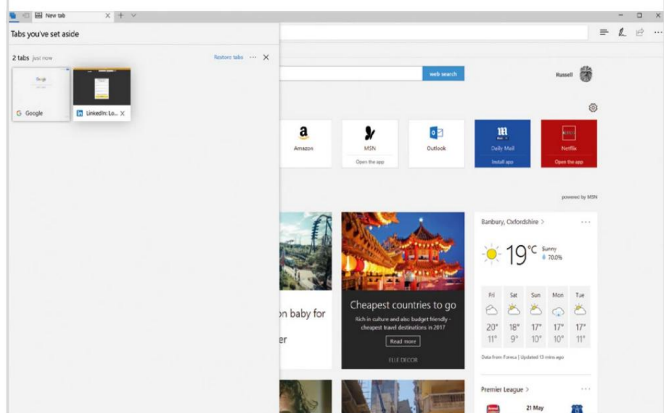 New tab
Tabs you've set aside
2 tabs just now
Restore tabs
Google
LinkedIn: Lo...
web search
Russell
Amazon
MSN
Open the app
Outlook
Daily Mail
Install app
Netflix
Open the app
powered by MSN
on baby for
er
Cheapest countries to go
Rich in culture and also budget friendly -
cheapest travel destinations in 2017
Read more
ELLE DECOR
Banbury, Oxfordshire >
19°C Sunny
70.0%
Fri Sat Sun Mon Tue
20° 18° 17° 17° 17°
11° 9° 10° 10° 11°
Data from Foreca | Updated 13 mins ago
Premier League >
21 May